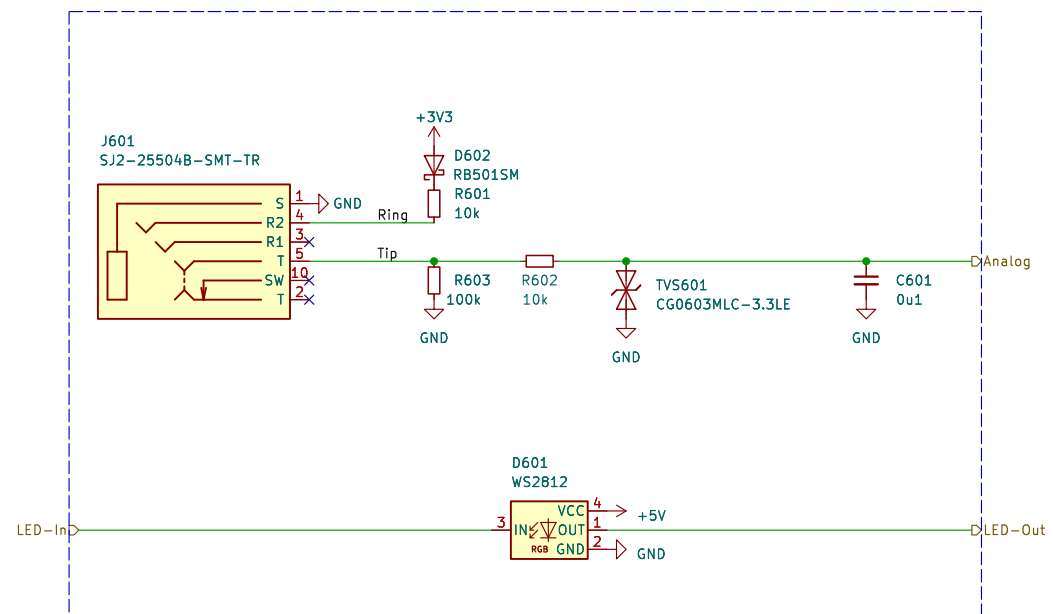 J601
SJ2-25504B-SMT-TR
S
1
GND
R2
4
Ring
R1
3
T
5
Tip
SW
10
T
2
+3V3
D602
RB501SM
R601
10k
R603
100k
GND
R602
10k
TVS601
CG0603MLC-3.3LE
GND
C601
0u1
GND
Analog
D601
WS2812
LED-In
3
IN
RGB
VCC
4
+5V
OUT
1
GND
2
GND
LED-Out